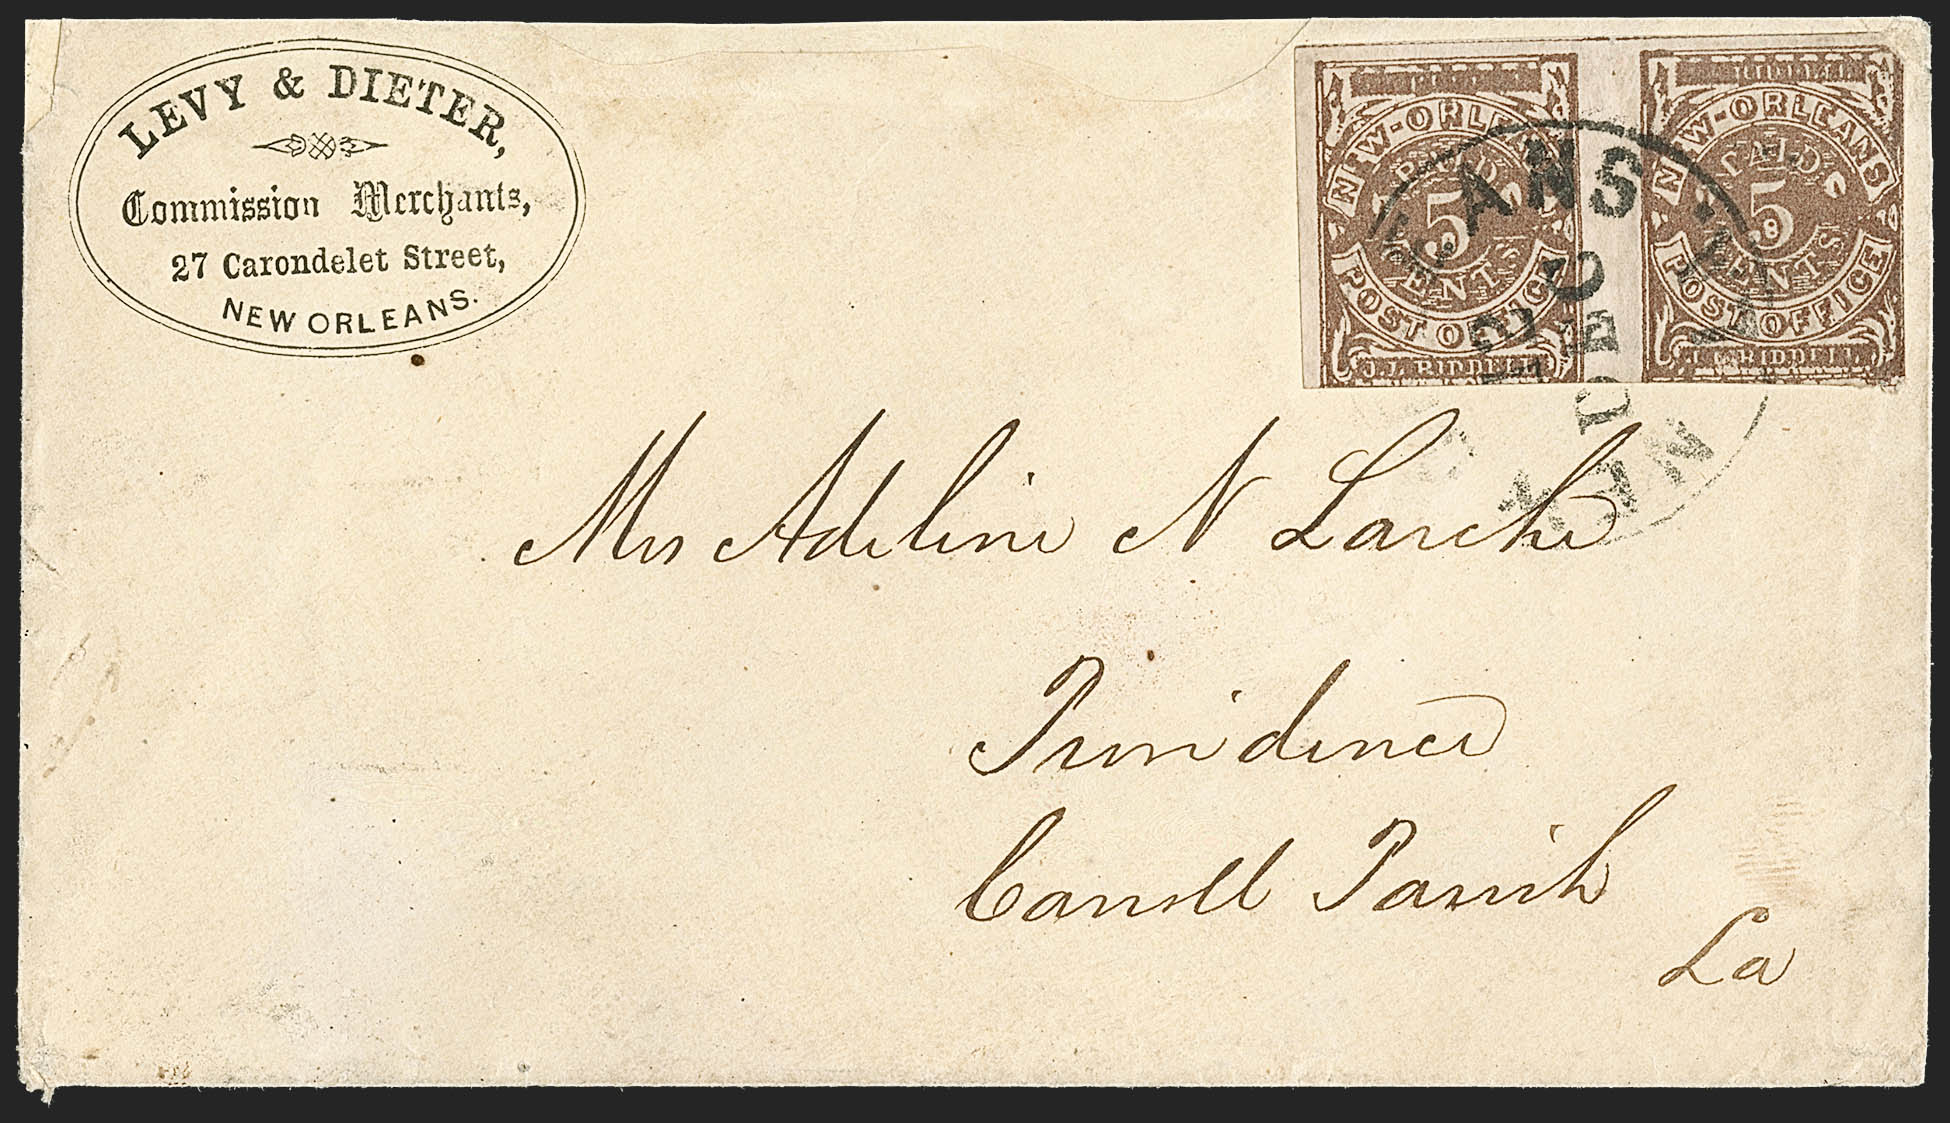 LEVY & DIETER,
Commission Merchants,
27 Carondelet Street,
NEW ORLEANS.
NEW-ORLEANS
PAID
5
CENTS
POST OFFICE
J.L. RIDDELL
NEW-ORLEANS
PAID
5
CENTS
POST OFFICE
J.L. RIDDELL
Mrs Adeline N Larche
Providence
Carroll Parish
La